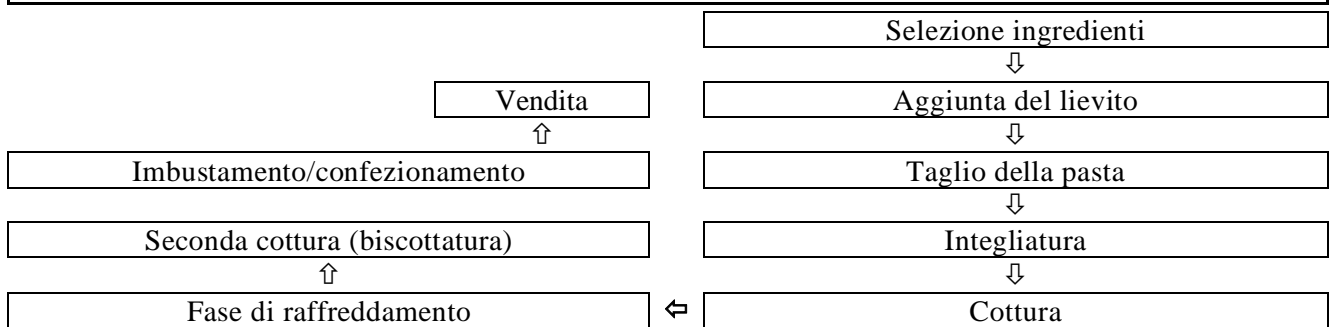 Selezione ingredienti
Vendita
Aggiunta del lievito
Imbustamento/confezionamento
Taglio della pasta
Seconda cottura (biscottatura)
Integliatura
Fase di raffreddamento
Cottura